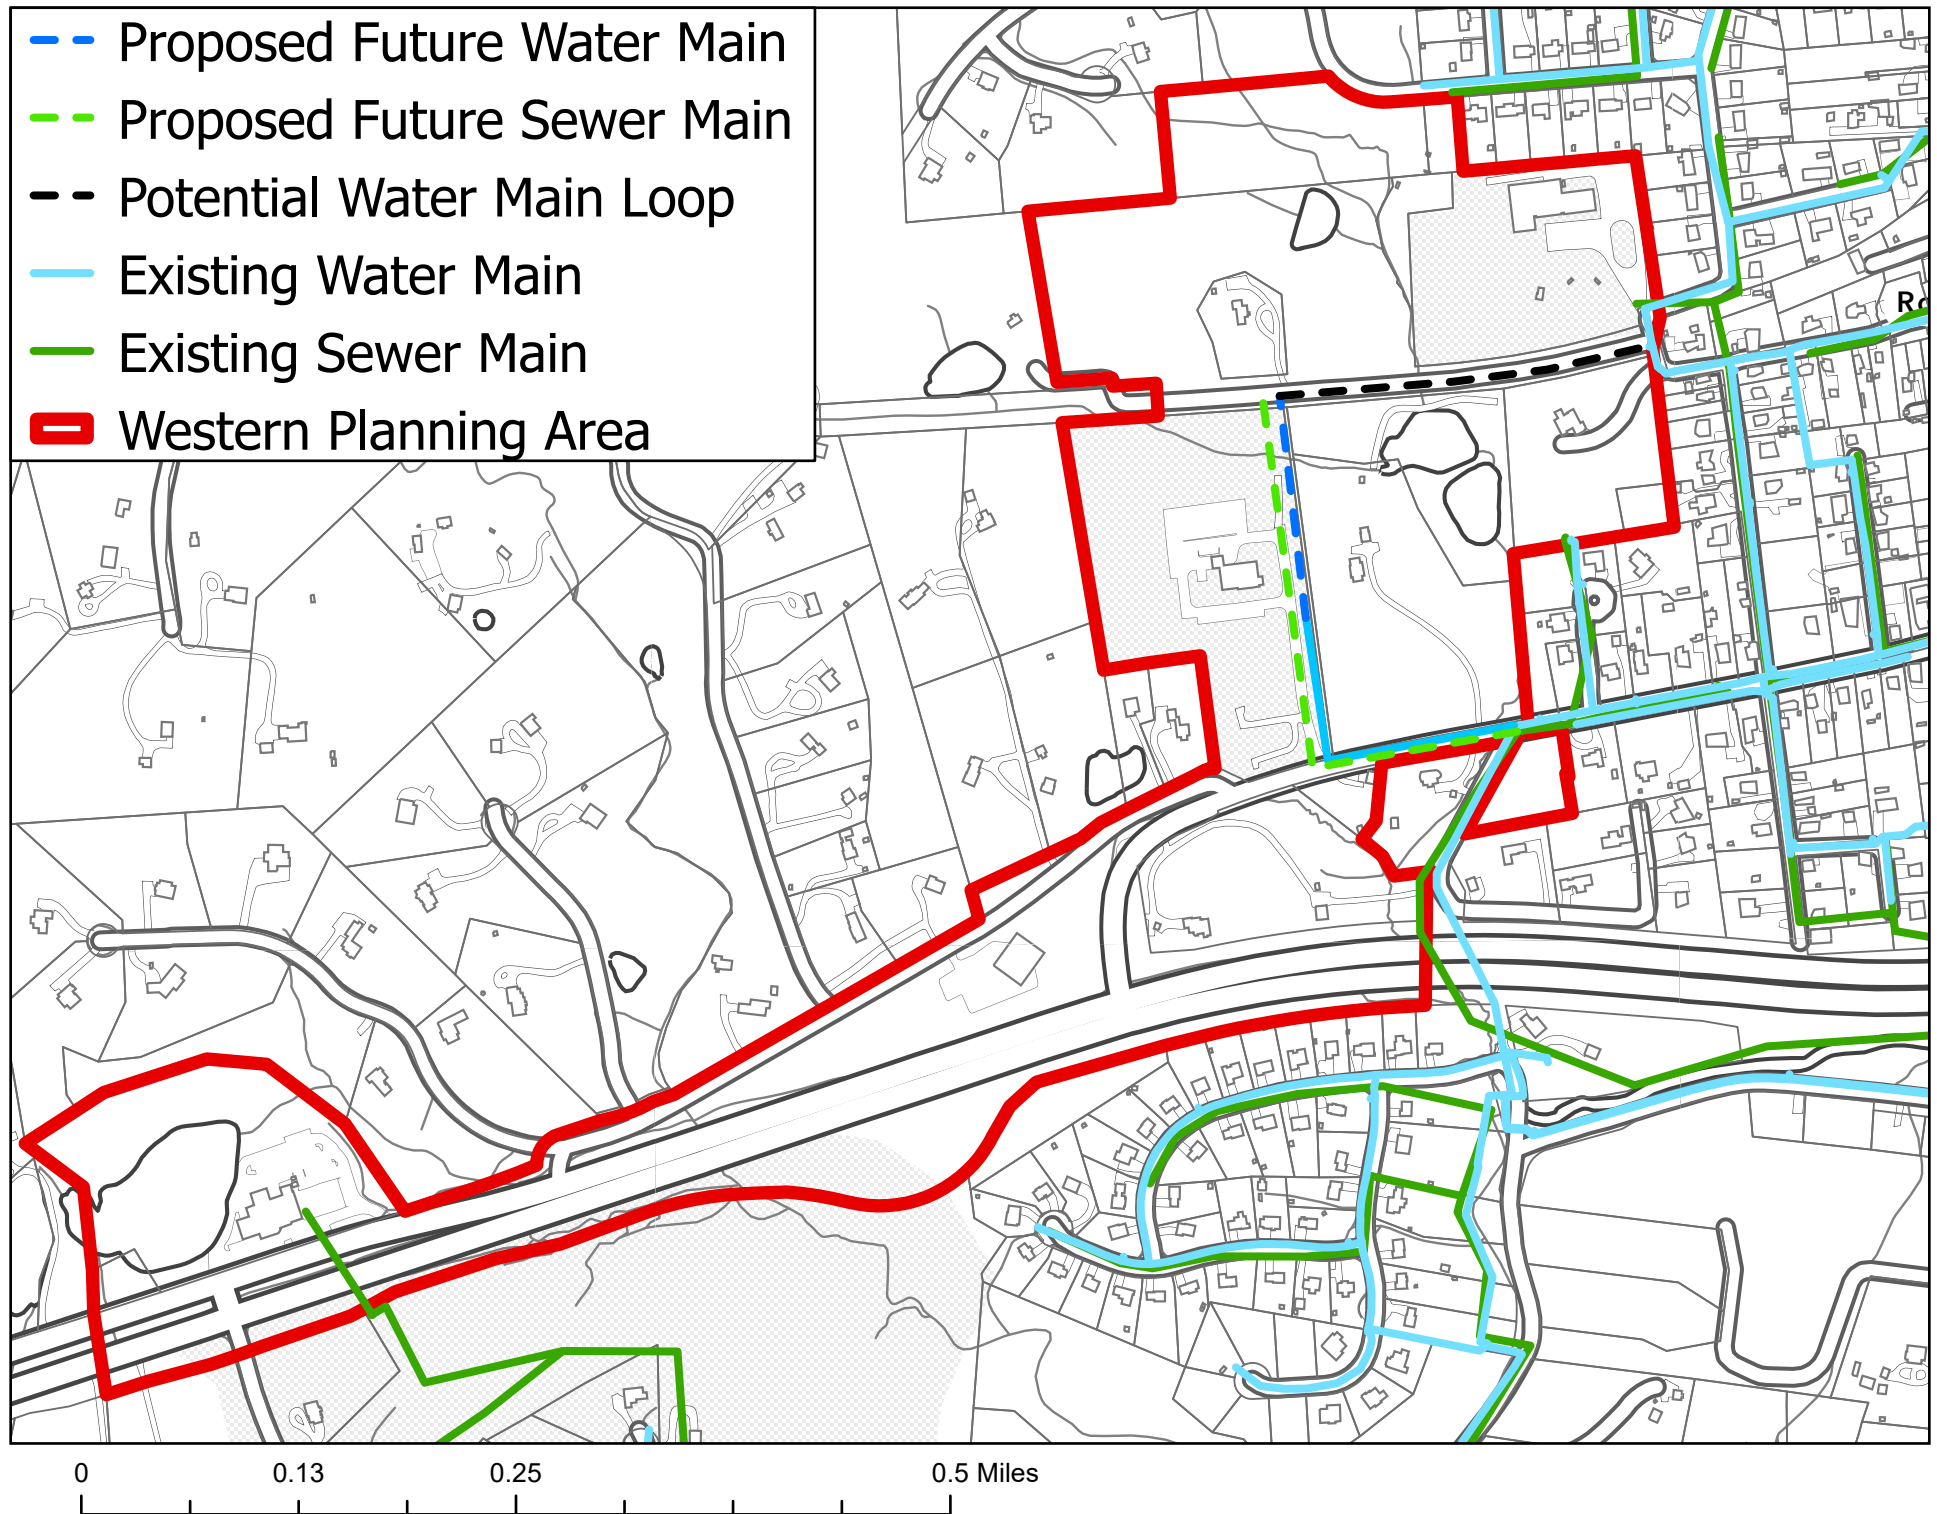 Proposed Future Water Main
Proposed Future Sewer Main
Potential Water Main Loop
Existing Water Main
Existing Sewer Main
Western Planning Area
0 0.13 0.25 0.5 Miles